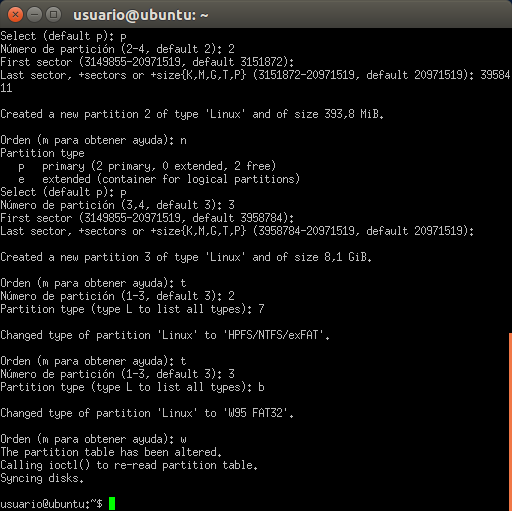 usuario@ubuntu: ~
Select (default p): p
Número de partición (2-4, default 2): 2
First sector (3149855-20971519, default 3151872):
Last sector, +sectors or +size{K,M,G,T,P} (3151872-20971519, default 20971519): 39584
11
Created a new partition 2 of type 'Linux' and of size 393,8 MiB.
Orden (m para obtener ayuda): n
Partition type
p   primary (2 primary, 0 extended, 2 free)
e   extended (container for logical partitions)
Select (default p): p
Número de partición (3,4, default 3): 3
First sector (3149855-20971519, default 3958784):
Last sector, +sectors or +size{K,M,G,T,P} (3958784-20971519, default 20971519):
Created a new partition 3 of type 'Linux' and of size 8,1 GiB.
Orden (m para obtener ayuda): t
Número de partición (1-3, default 3): 2
Partition type (type L to list all types): 7
Changed type of partition 'Linux' to 'HPFS/NTFS/exFAT'.
Orden (m para obtener ayuda): t
Número de partición (1-3, default 3): 3
Partition type (type L to list all types): b
Changed type of partition 'Linux' to 'W95 FAT32'.
Orden (m para obtener ayuda): w
The partition table has been altered.
Calling ioctl() to re-read partition table.
Syncing disks.
usuario@ubuntu:~$